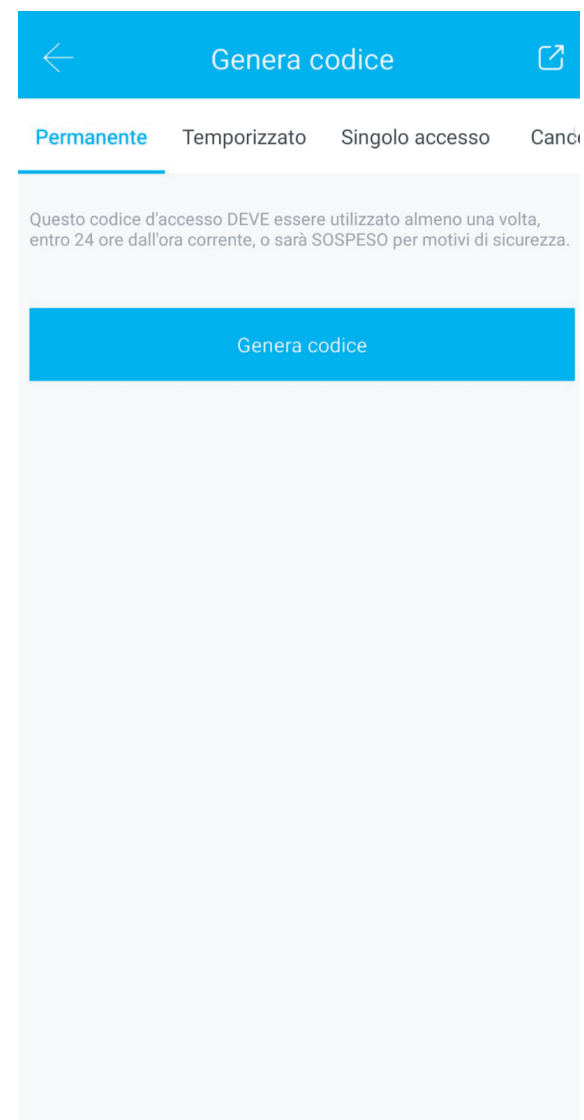 Genera codice
Permanente Temporizzato Singolo accesso
Questo codice d'accesso DEVE essere utilizzato almeno una volta,
entro 24 ore dall'ora corrente, o sarà SOSPESO per motivi di sicurezza.
Genera codice